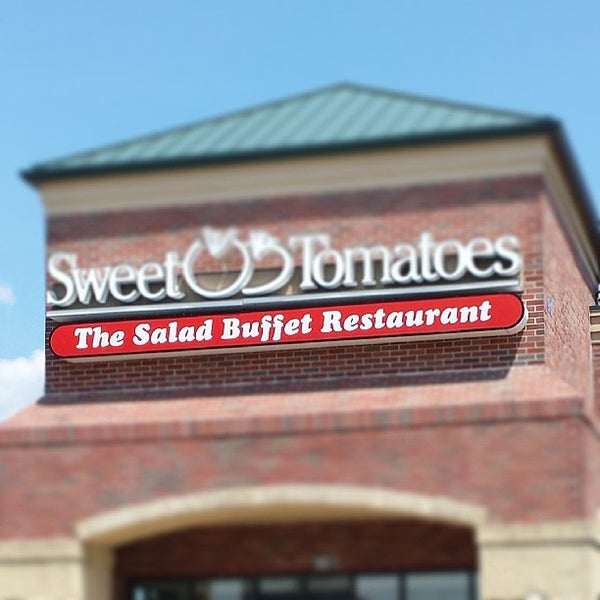 Sweet Tomatoes
The Salad Buffet Restaurant